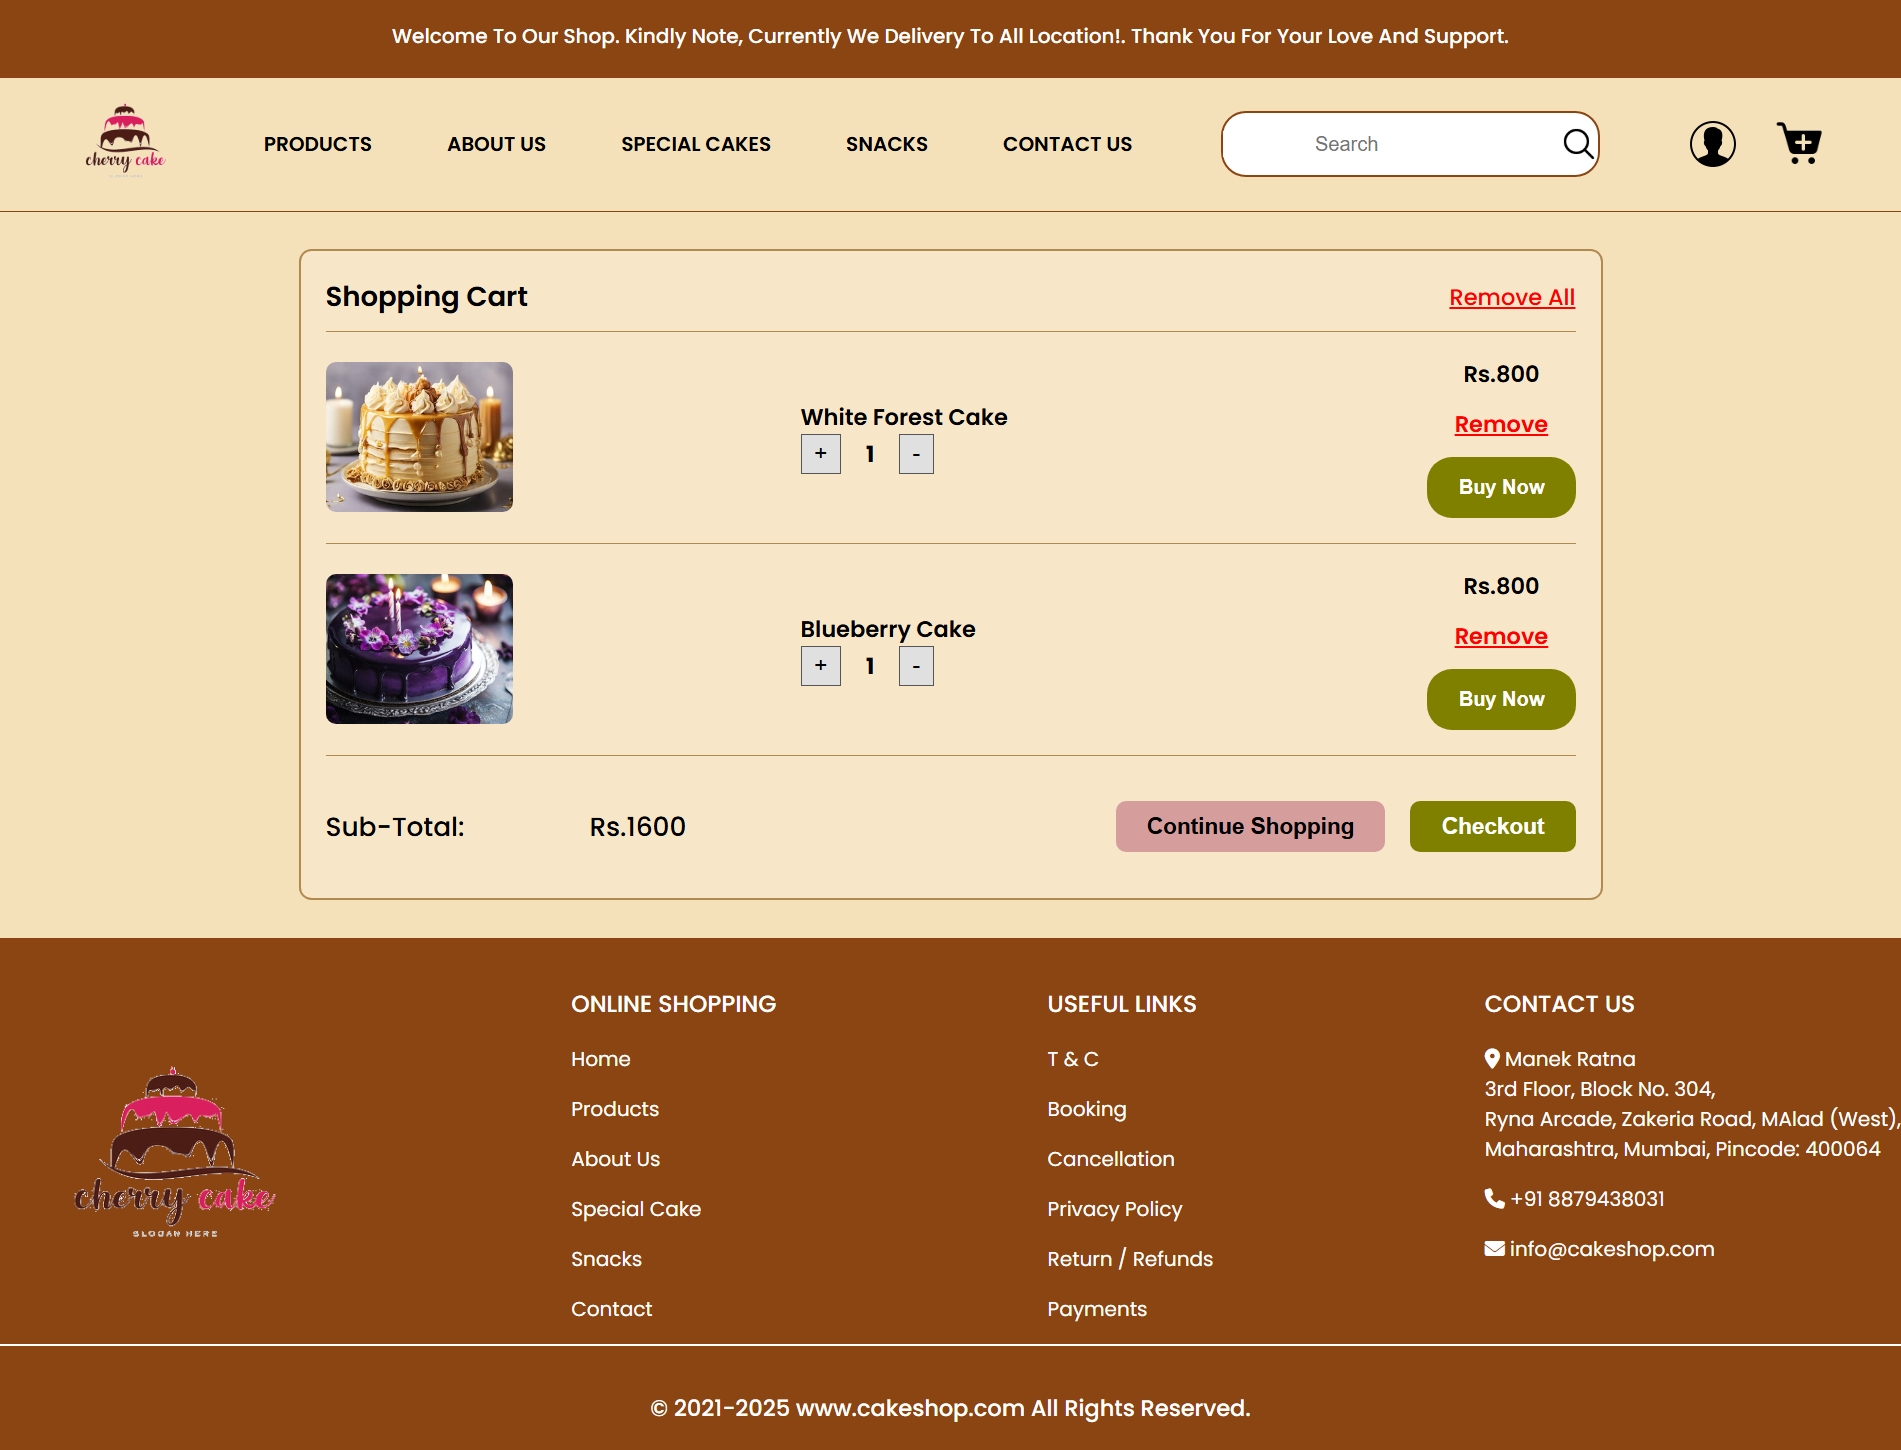 Welcome To Our Shop. Kindly Note, Currently We Delivery To All Location!. Thank You For Your Love And Support.
cherry cake
PRODUCTS
ABOUT US
SPECIAL CAKES
SNACKS
CONTACT US
Search
Shopping Cart
Remove All
White Forest Cake
+ 1 -
Rs.800
Remove
Buy Now
Blueberry Cake
+ 1 -
Rs.800
Remove
Buy Now
Sub-Total:
Rs.1600
Continue Shopping
Checkout
cherry cake
SLOGAN HERE
ONLINE SHOPPING
Home
Products
About Us
Special Cake
Snacks
Contact
USEFUL LINKS
T & C
Booking
Cancellation
Privacy Policy
Return / Refunds
Payments
CONTACT US
Manek Ratna
3rd Floor, Block No. 304,
Ryna Arcade, Zakeria Road, MAlad (West),
Maharashtra, Mumbai, Pincode: 400064
+91 8879438031
info@cakeshop.com
© 2021-2025 www.cakeshop.com All Rights Reserved.